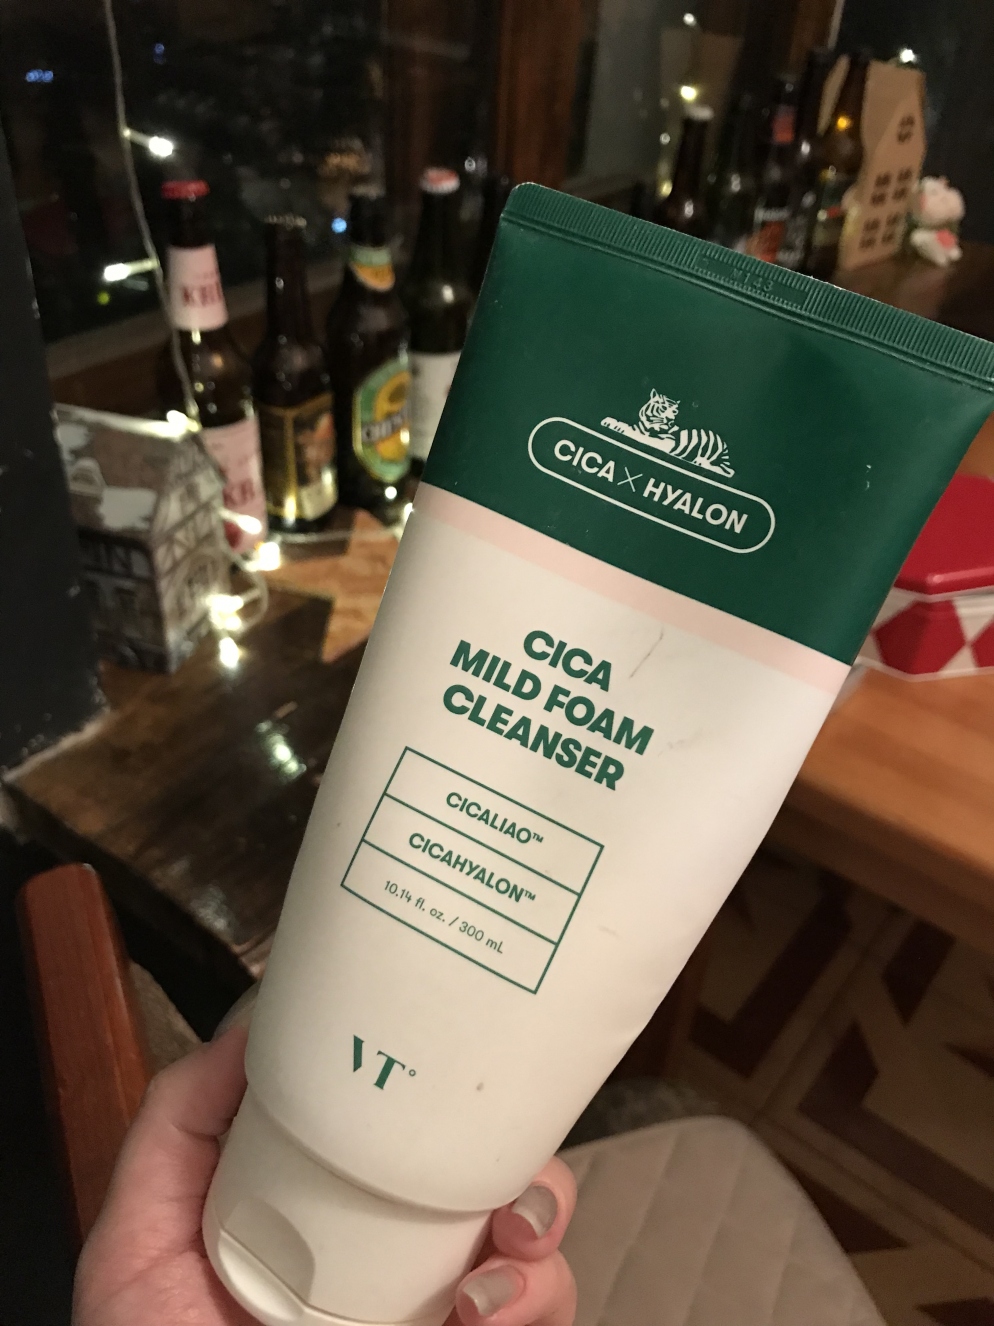 CICA × HYALON
CICA
MILD FOAM
CLEANSER
CICALIAO™
CICAHYALON™
10.14 fl. oz. / 300 mL
VT°